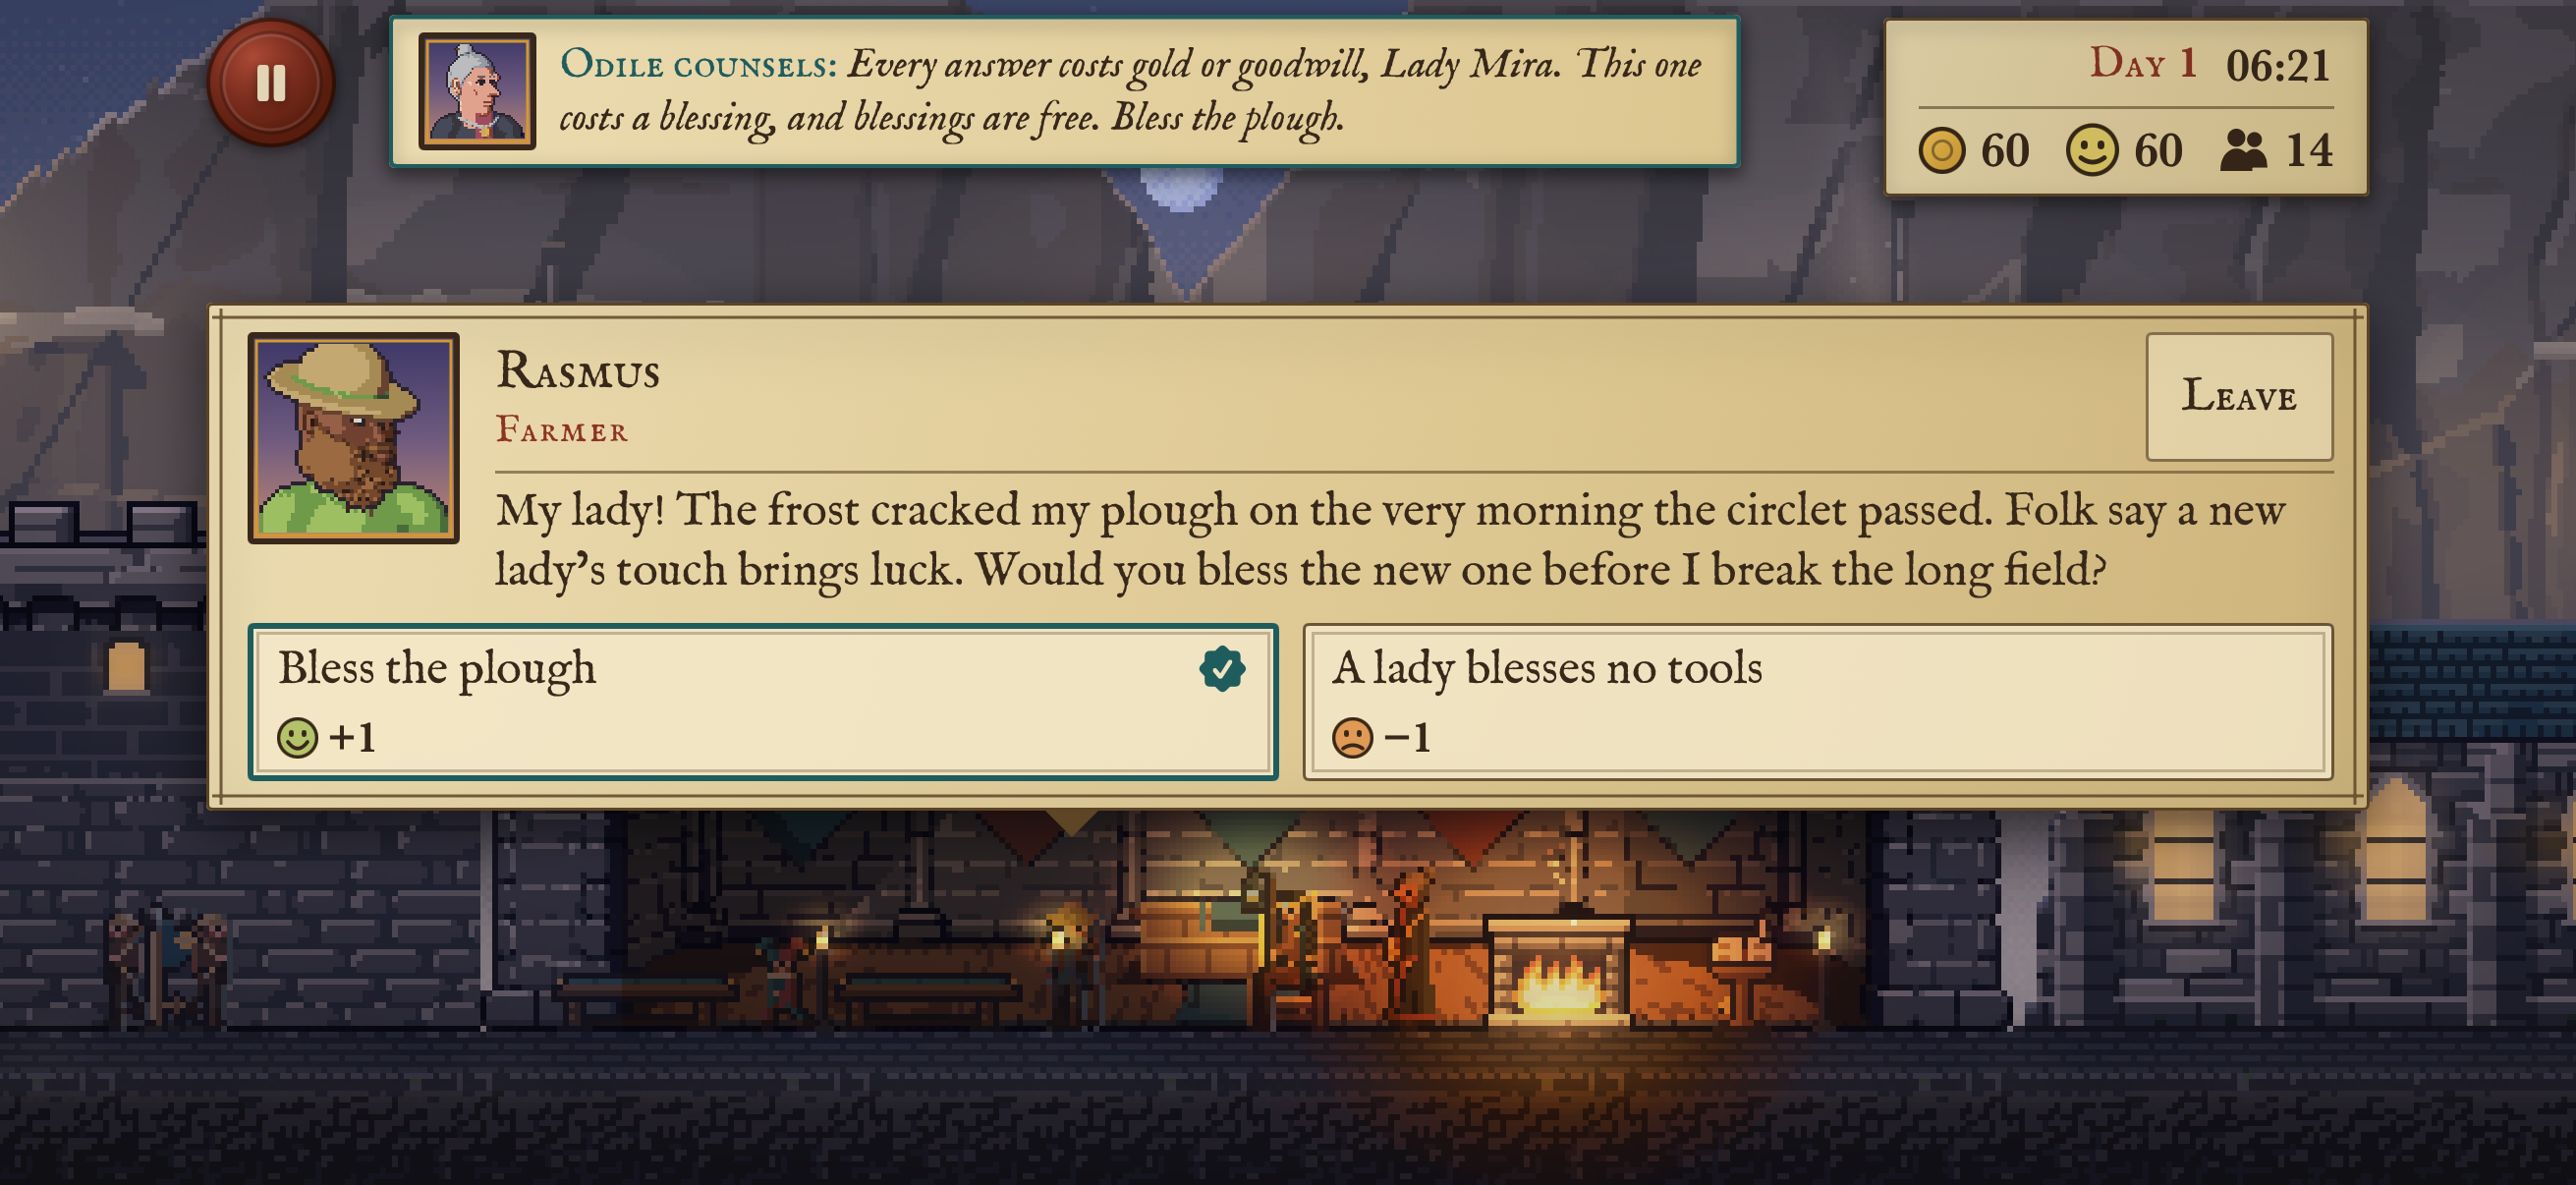 Odile counsels: Every answer costs gold or goodwill, Lady Mira. This one
costs a blessing, and blessings are free. Bless the plough.
Day 1 06:21
60 60 14
Rasmus
Farmer
Leave
My lady! The frost cracked my plough on the very morning the circlet passed. Folk say a new
lady's touch brings luck. Would you bless the new one before I break the long field?
Bless the plough
+1
A lady blesses no tools
−1